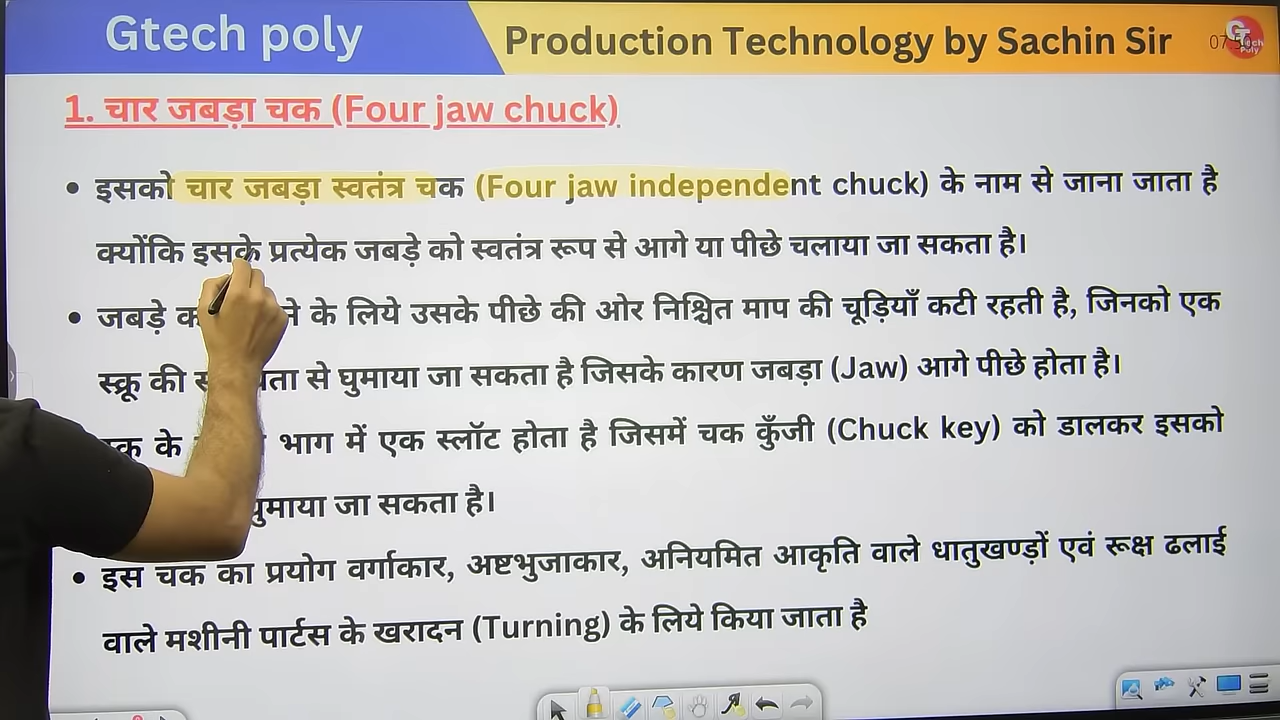 Gtech poly
Production Technology by Sachin Sir
1. चार जबड़ा चक (Four jaw chuck)
• इसको चार जबड़ा स्वतंत्र चक (Four jaw independent chuck) के नाम से जाना जाता है
क्योंकि इसके प्रत्येक जबड़े को स्वतंत्र रूप से आगे या पीछे चलाया जा सकता है।
• जबड़े के लिये उसके पीछे की ओर निश्चित माप की चूड़ियाँ कटी रहती है, जिनको एक
स्क्रू की से घुमाया जा सकता है जिसके कारण जबड़ा (Jaw) आगे पीछे होता है।
के भाग में एक स्लॉट होता है जिसमें चक कुँजी (Chuck key) को डालकर इसको
घुमाया जा सकता है।
• इस चक का प्रयोग वर्गाकार, अष्टभुजाकार, अनियमित आकृति वाले धातुखण्ड़ों एवं रूक्ष ढलाई
वाले मशीनी पार्टस के खरादन (Turning) के लिये किया जाता है